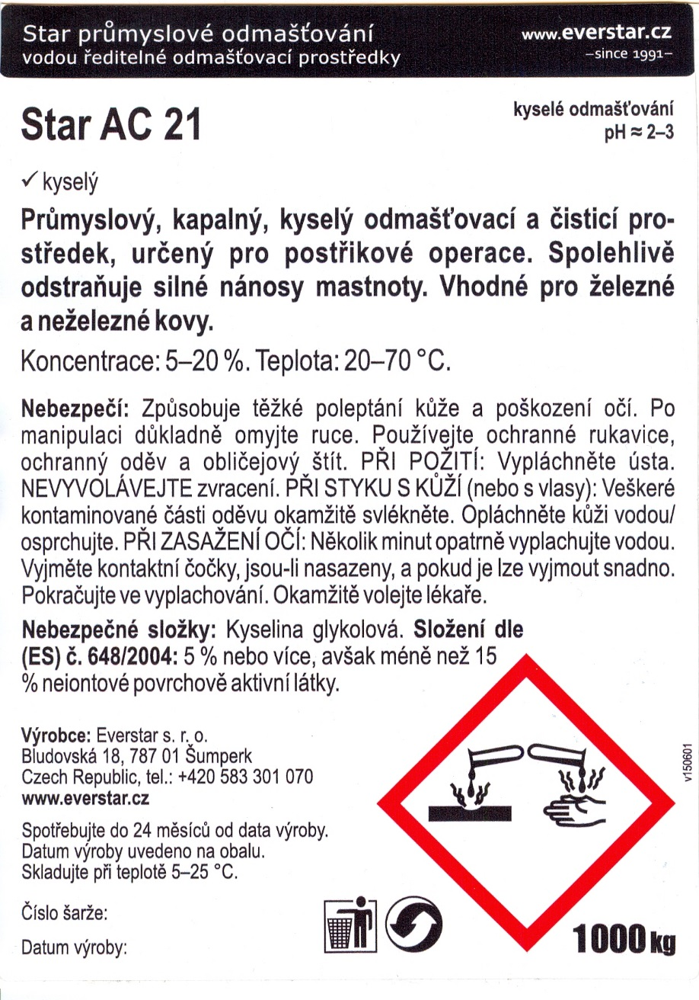 Star průmyslové odmašťování
vodou ředitelné odmašťovací prostředky
www.everstar.cz
–since 1991–
Star AC 21
kyselé odmašťování
pH ≈ 2–3
✓ kyselý
Průmyslový, kapalný, kyselý odmašťovací a čisticí pro-
středek, určený pro postřikové operace. Spolehlivě
odstraňuje silné nánosy mastnoty. Vhodné pro železné
a neželezné kovy.
Koncentrace: 5–20 %. Teplota: 20–70 °C.
Nebezpečí: Způsobuje těžké poleptání kůže a poškození očí. Po
manipulaci důkladně omyjte ruce. Používejte ochranné rukavice,
ochranný oděv a obličejový štít. PŘI POŽITÍ: Vypláchněte ústa.
NEVYVOLÁVEJTE zvracení. PŘI STYKU S KŮŽÍ (nebo s vlasy): Veškeré
kontaminované části oděvu okamžitě svlékněte. Opláchněte kůži vodou/
osprchujte. PŘI ZASAŽENÍ OČÍ: Několik minut opatrně vyplachujte vodou.
Vyjměte kontaktní čočky, jsou-li nasazeny, a pokud je lze vyjmout snadno.
Pokračujte ve vyplachování. Okamžitě volejte lékaře.
Nebezpečné složky: Kyselina glykolová. Složení dle
(ES) č. 648/2004: 5 % nebo více, avšak méně než 15
% neiontové povrchově aktivní látky.
Výrobce: Everstar s. r. o.
Bludovská 18, 787 01 Šumperk
Czech Republic, tel.: +420 583 301 070
www.everstar.cz
Spotřebujte do 24 měsíců od data výroby.
Datum výroby uvedeno na obalu.
Skladujte při teplotě 5–25 °C.
Číslo šarže:
Datum výroby:
v150601
1000 kg